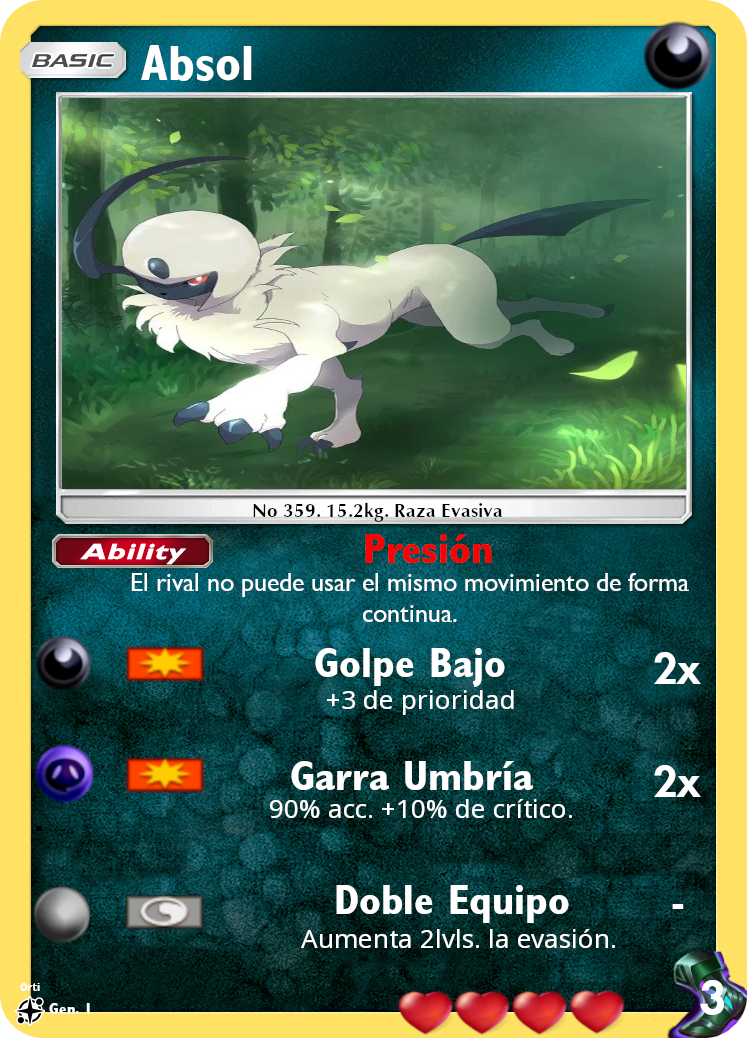 BASIC Absol
No 359. 15.2kg. Raza Evasiva
Ability Presión
El rival no puede usar el mismo movimiento de forma
continua.
Golpe Bajo 2x
+3 de prioridad
Garra Umbría 2x
90% acc. +10% de crítico.
Doble Equipo -
Aumenta 2lvls. la evasión.
Orti
Gen. I
3